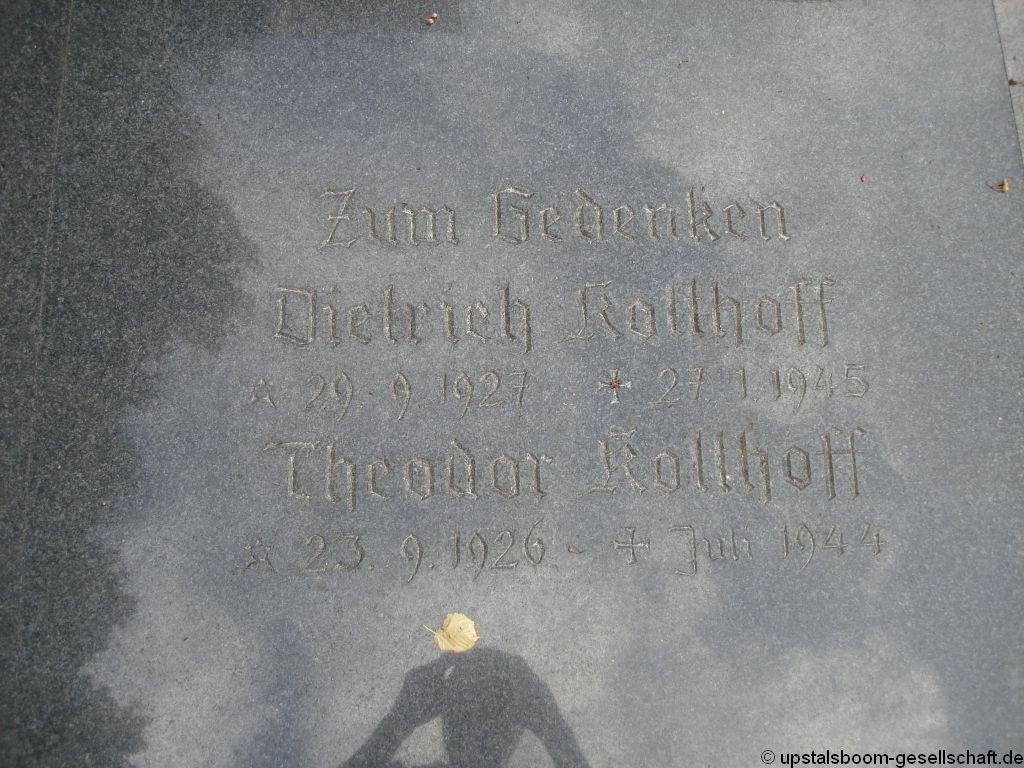 Zum Gedenken
Dietrich Kollhoff
☆ 29. 9. 1927 - ✝ 27. 1. 1945
Theodor Kollhoff
☆ 23. 9. 1926 - ✝ Juli 1944
© upstalsboom-gesellschaft.de